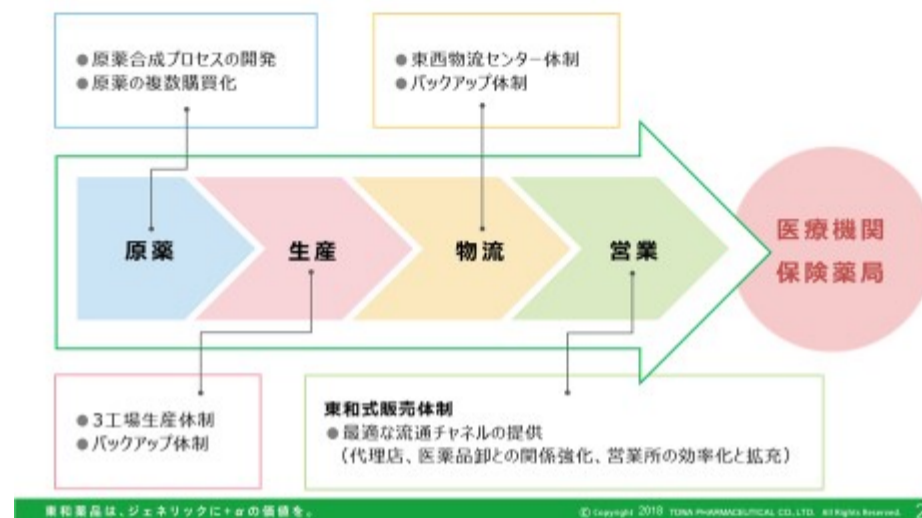 ●原薬合成プロセスの開発
●原薬の複数購買化
●東西物流センター体制
●バックアップ体制
原薬
生産
物流
営業
医療機関
保険薬局
●3工場生産体制
●バックアップ体制
東和式販売体制
●最適な流通チャネルの提供
（代理店、医薬品卸との関係強化、営業所の効率化と拡充）
東和薬品は、ジェネリックに+αの価値を。
© Copyright 2018 TOWA PHARMACEUTICAL CO., LTD. All Rights Reserved.